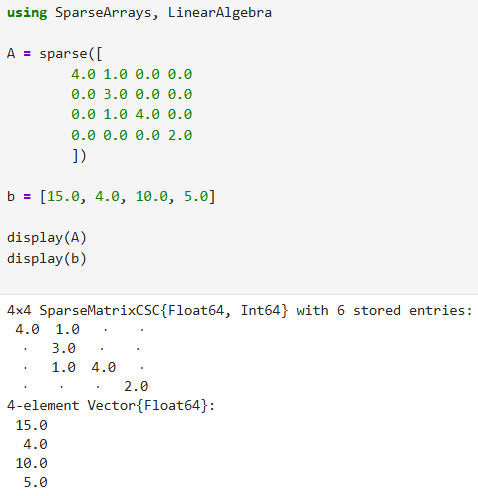 using SparseArrays, LinearAlgebra
A = sparse([
4.0 1.0 0.0 0.0
0.0 3.0 0.0 0.0
0.0 1.0 4.0 0.0
0.0 0.0 0.0 2.0
])
b = [15.0, 4.0, 10.0, 5.0]
display(A)
display(b)
4×4 SparseMatrixCSC{Float64, Int64} with 6 stored entries:
4.0 1.0 ⋅ ⋅
⋅ 3.0 ⋅ ⋅
⋅ 1.0 4.0 ⋅
⋅ ⋅ ⋅ 2.0
4-element Vector{Float64}:
15.0
4.0
10.0
5.0